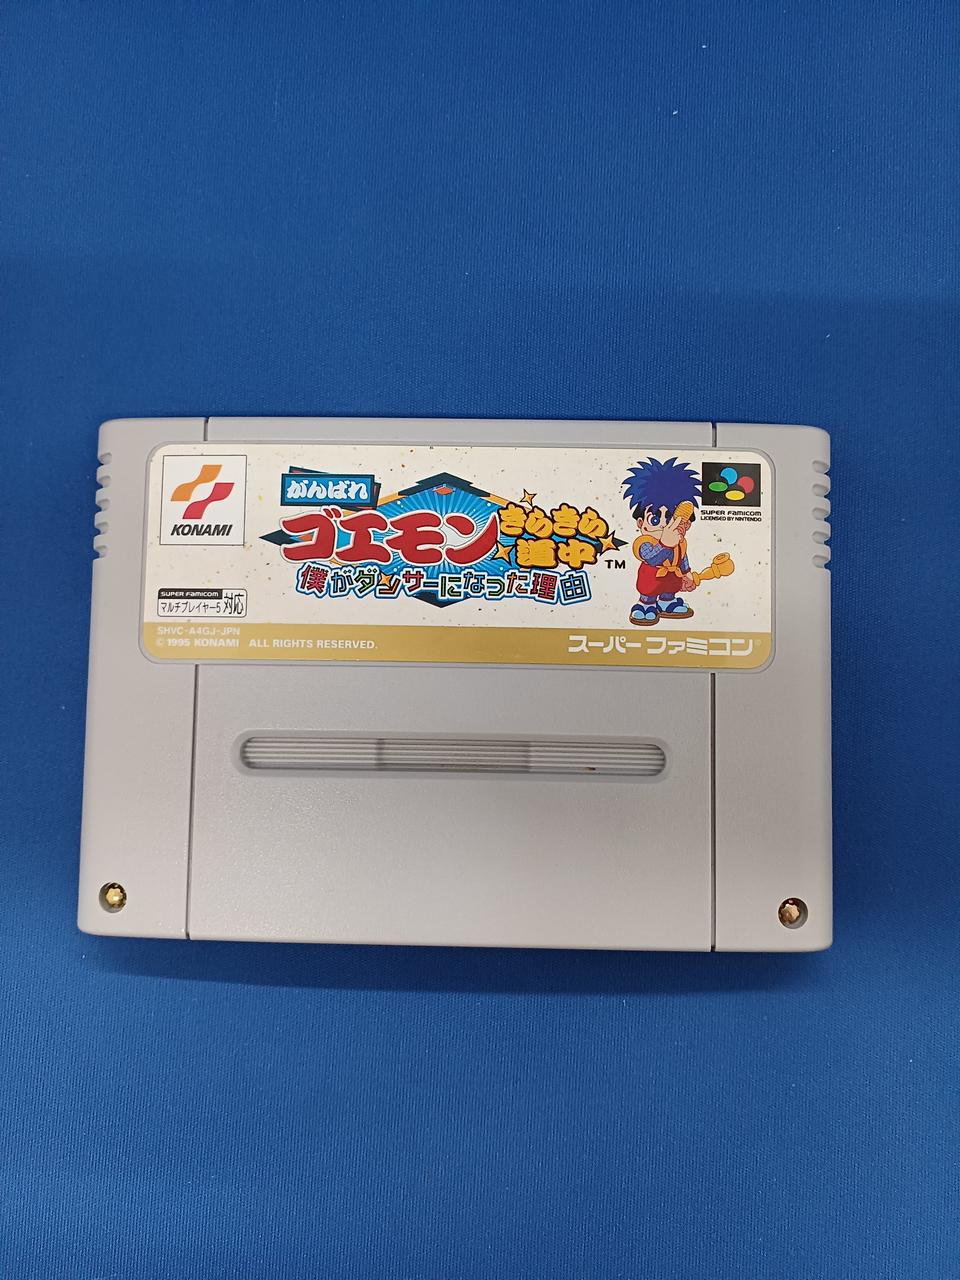 KONAMI
がんばれ
ゴエモン
きらきら
道中
TM
僕がダンサーになった理由
SUPER FAMICOM
LICENSED BY NINTENDO
SUPER FAMICOM
マルチプレイヤー5 対応
SHVC-A4GJ-JPN
© 1995 KONAMI ALL RIGHTS RESERVED.
スーパーファミコン®